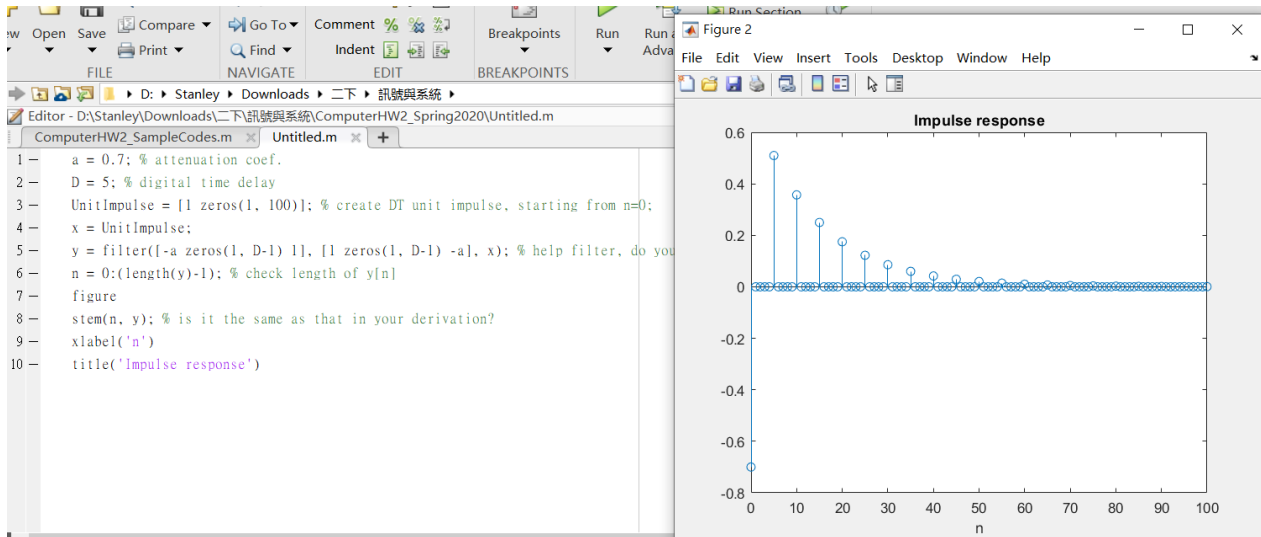 Compare
Go To
Comment
Run Section
ew Open Save
Print
Find
Indent
Breakpoints
Run
Run a
Adva
FILE
NAVIGATE
EDIT
BREAKPOINTS
D: Stanley Downloads 二下 訊號與系統
Editor - D:\Stanley\Downloads\二下\訊號與系統\ComputerHW2_Spring2020\Untitled.m
ComputerHW2_SampleCodes.m Untitled.m
1 a = 0.7; % attenuation coef.
2 D = 5; % digital time delay
3 UnitImpulse = [1 zeros(1, 100)]; % create DT unit impulse, starting from n=0;
4 x = UnitImpulse;
5 y = filter([-a zeros(1, D-1) 1], [1 zeros(1, D-1) -a], x); % help filter, do you
6 n = 0:(length(y)-1); % check length of y[n]
7 figure
8 stem(n, y); % is it the same as that in your derivation?
9 xlabel('n')
10 title('Impulse response')
Figure 2
File Edit View Insert Tools Desktop Window Help
Impulse response
0.6
0.4
0.2
0
-0.2
-0.4
-0.6
-0.8
0 10 20 30 40 50 60 70 80 90 100
n